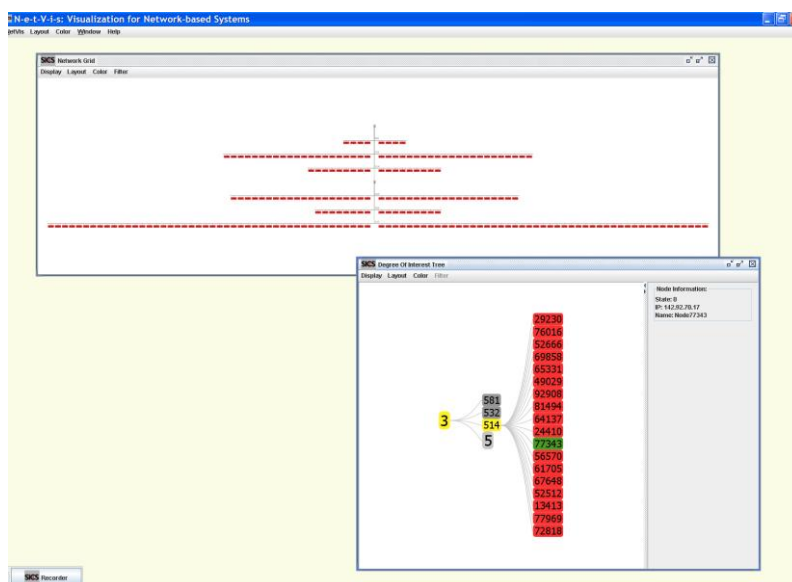 N-e-t-V-i-s: Visualization for Network-based Systems
Layout Color Window Help
SICS Network Grid
Display Layout Color Filter
SICS Degree Of Interest Tree
Display Layout Color Filter
Node Information:
State: 0
IP: 142.92.70.17
Name: Node77343
29230
76016
52666
69858
65331
49029
92908
81494
64137
24410
77343
56570
61705
67648
52512
13413
77969
72818
581
532
514
5
3
SICS Recorder